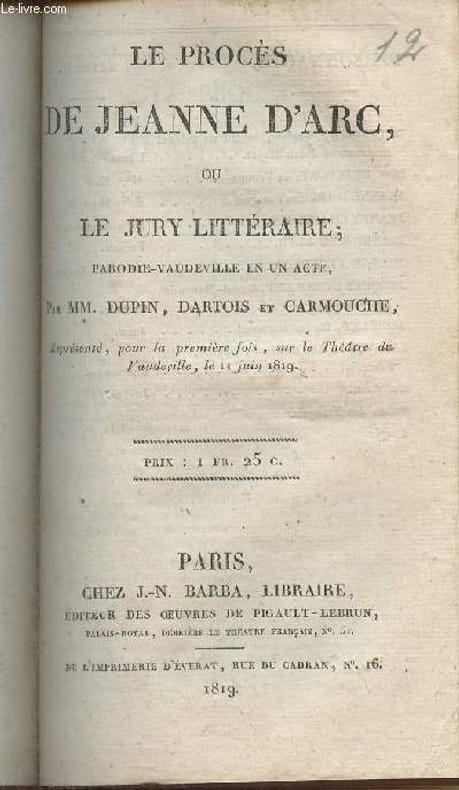 Le-livre.com
12
LE PROCÈS
DE JEANNE D'ARC,
OU
LE JURY LITTÉRAIRE;
PARODIE-VAUDEVILLE EN UN ACTE,
PAR MM. DUPIN, DARTOIS ET CARMOUCHE,
Représenté, pour la première fois, sur le Théâtre du
Vaudeville, le 11 juin 1819.
PRIX : 1 FR. 25 C.
PARIS,
CHEZ J.-N. BARBA, LIBRAIRE,
ÉDITEUR DES ŒUVRES DE PIGAULT-LEBRUN,
PALAIS-ROYAL, DERRIÈRE LE THÉATRE FRANÇAIS, N°. 51.
DE L'IMPRIMERIE D'ÉVERAT, RUE DU CADRAN, N°. 16.
1819.